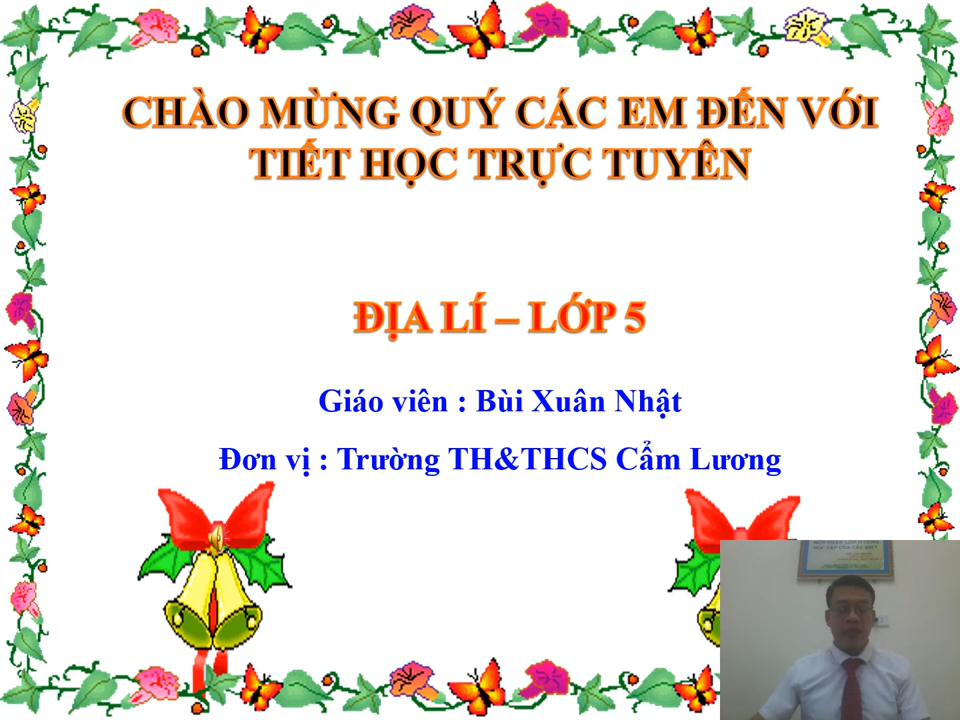 CHÀO MỪNG QUÝ CÁC EM ĐẾN VỚI
TIẾT HỌC TRỰC TUYẾN
ĐỊA LÍ – LỚP 5
Giáo viên : Bùi Xuân Nhật
Đơn vị : Trường TH&THCS Cẩm Lương